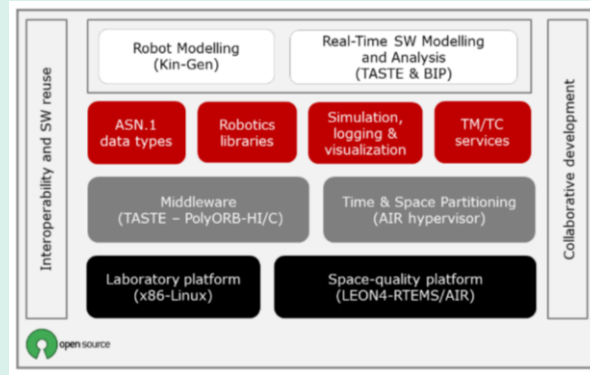 Interoperability and SW reuse
Robot Modelling
(Kin-Gen)
Real-Time SW Modelling
and Analysis
(TASTE & BIP)
ASN.1
data types
Robotics
libraries
Simulation,
logging &
visualization
TM/TC
services
Middleware
(TASTE – PolyORB-HI/C)
Time & Space Partitioning
(AIR hypervisor)
Laboratory platform
(x86-Linux)
Space-quality platform
(LEON4-RTEMS/AIR)
Collaborative development
open source